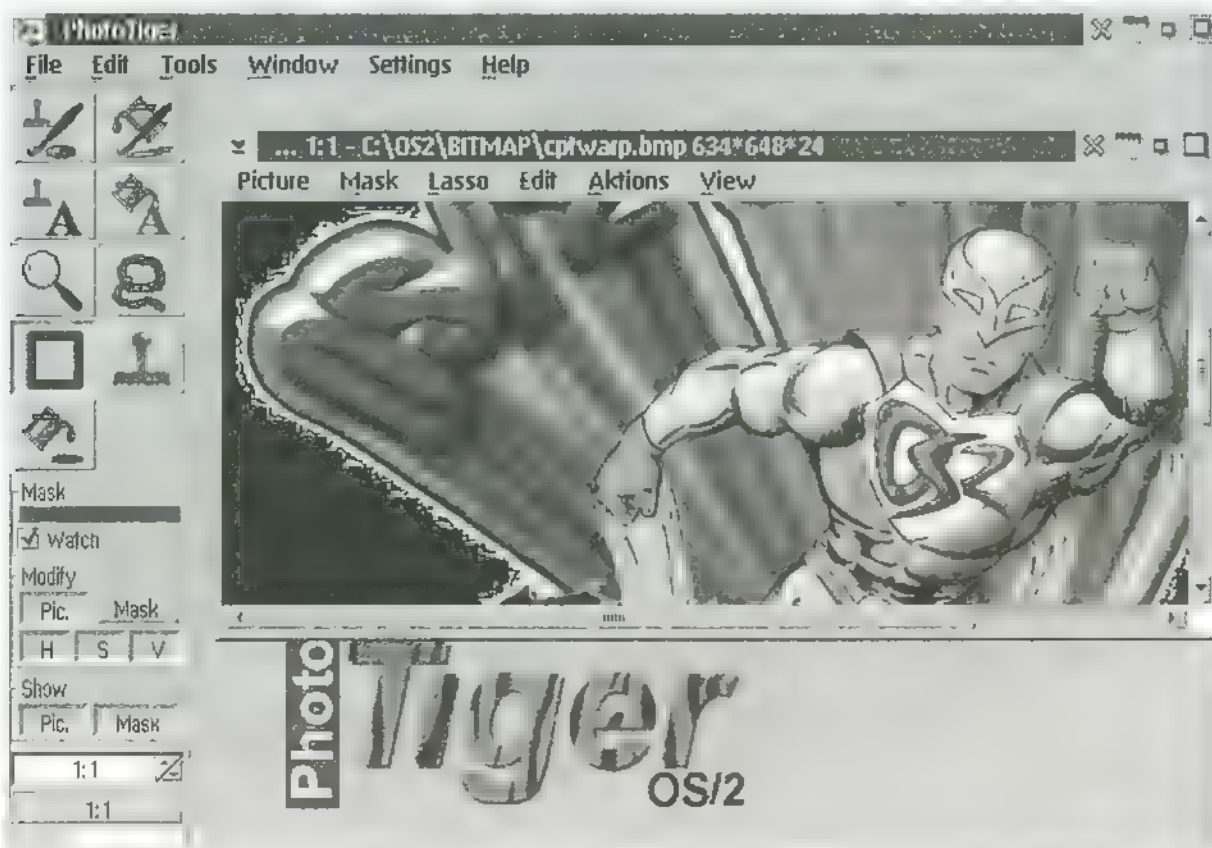 PhotoTiger
File Edit Tools Window Settings Help
... 1:1 - C:\OS2\BITMAP\cptwarp.bmp 634*648*24
Picture Mask Lasso Edit Aktions View
A A
Mask
Watch
Modify
Pic. Mask
H S V
Show
Pic. Mask
1:1
1:1
Photo
Tiger
OS/2